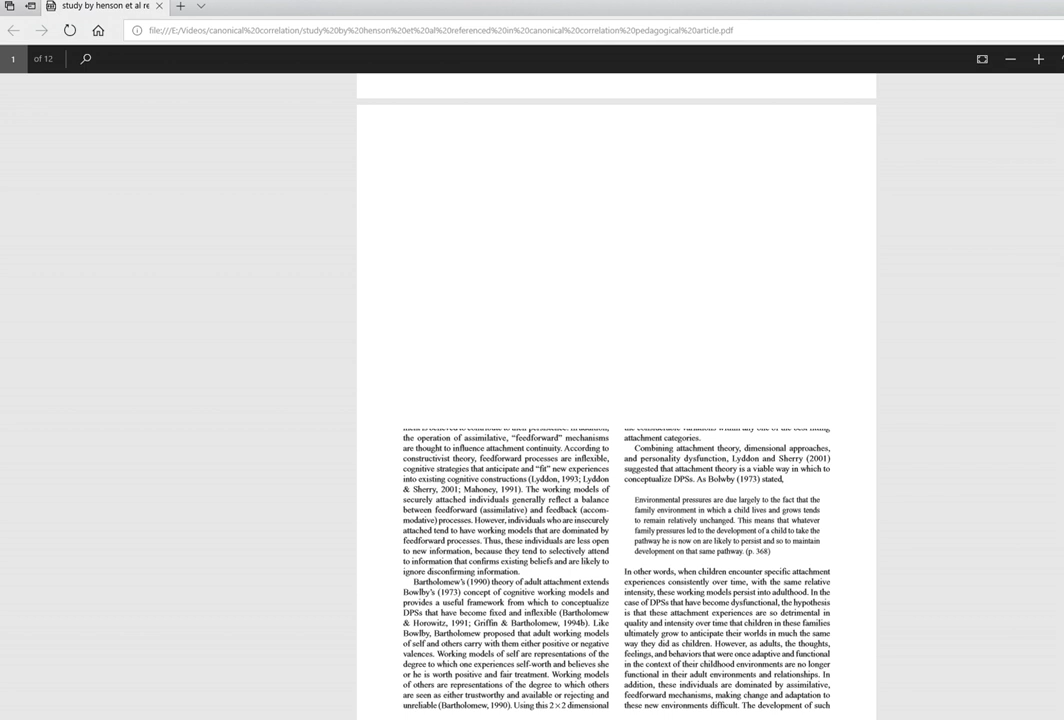 study by henson et al re
file:///E:/Videos/canonical%20correlation/study%20by%20henson%20et%20al%20referenced%20in%20canonical%20correlation%20pedagogical%20article.pdf
1 of 12
the operation of assimilative, “feedforward” mechanisms
are thought to influence attachment continuity. According to
constructivist theory, feedforward processes are inflexible,
cognitive strategies that anticipate and “fit” new experiences
into existing cognitive constructions (Lyddon, 1993; Lyddon
& Sherry, 2001; Mahoney, 1991). The working models of
securely attached individuals generally reflect a balance
between feedforward (assimilative) and feedback (accom-
modative) processes. However, individuals who are insecurely
attached tend to have working models that are dominated by
feedforward processes. Thus, these individuals are less open
to new information, because they tend to selectively attend
to information that confirms existing beliefs and are likely to
ignore disconfirming information.
Bartholomew’s (1990) theory of adult attachment extends
Bowlby’s (1973) concept of cognitive working models and
provides a useful framework from which to conceptualize
DPSs that have become fixed and inflexible (Bartholomew
& Horowitz, 1991; Griffin & Bartholomew, 1994b). Like
Bowlby, Bartholomew proposed that adult working models
of self and others carry with them either positive or negative
valences. Working models of self are representations of the
degree to which one experiences self-worth and believes she
or he is worth positive and fair treatment. Working models
of others are representations of the degree to which others
are seen as either trustworthy and available or rejecting and
unreliable (Bartholomew, 1990). Using this 2×2 dimensional
attachment categories.
Combining attachment theory, dimensional approaches,
and personality dysfunction, Lyddon and Sherry (2001)
suggested that attachment theory is a viable way in which to
conceptualize DPSs. As Bolwby (1973) stated,
Environmental pressures are due largely to the fact that the
family environment in which a child lives and grows tends
to remain relatively unchanged. This means that whatever
family pressures led to the development of a child to take the
pathway he is now on are likely to persist and so to maintain
development on that same pathway. (p. 368)
In other words, when children encounter specific attachment
experiences consistently over time, with the same relative
intensity, these working models persist into adulthood. In the
case of DPSs that have become dysfunctional, the hypothesis
is that these attachment experiences are so detrimental in
quality and intensity over time that children in these families
ultimately grow to anticipate their worlds in much the same
way they did as children. However, as adults, the thoughts,
feelings, and behaviors that were once adaptive and functional
in the context of their childhood environments are no longer
functional in their adult environments and relationships. In
addition, these individuals are dominated by assimilative,
feedforward mechanisms, making change and adaptation to
these new environments difficult. The development of such